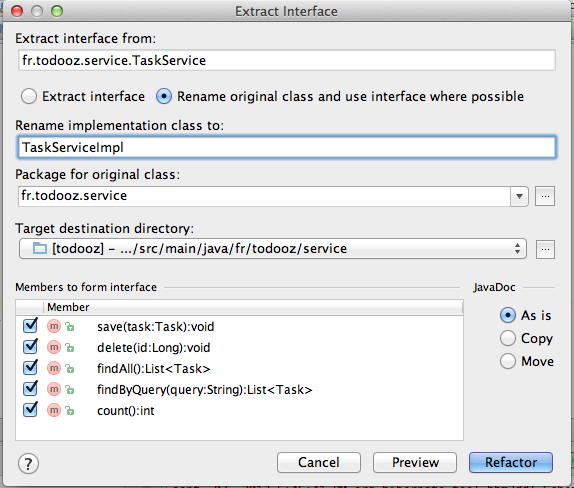 Extract Interface
Extract interface from:
fr.todooz.service.TaskService
Extract interface
Rename original class and use interface where possible
Rename implementation class to:
TaskServiceImpl
Package for original class:
fr.todooz.service
...
Target destination directory:
[todooz] – .../src/main/java/fr/todooz/service
...
Members to form interface
JavaDoc
Member
m save(task:Task):void
m delete(id:Long):void
m findAll():List<Task>
m findByQuery(query:String):List<Task>
m count():int
As is
Copy
Move
?
Cancel
Preview
Refactor